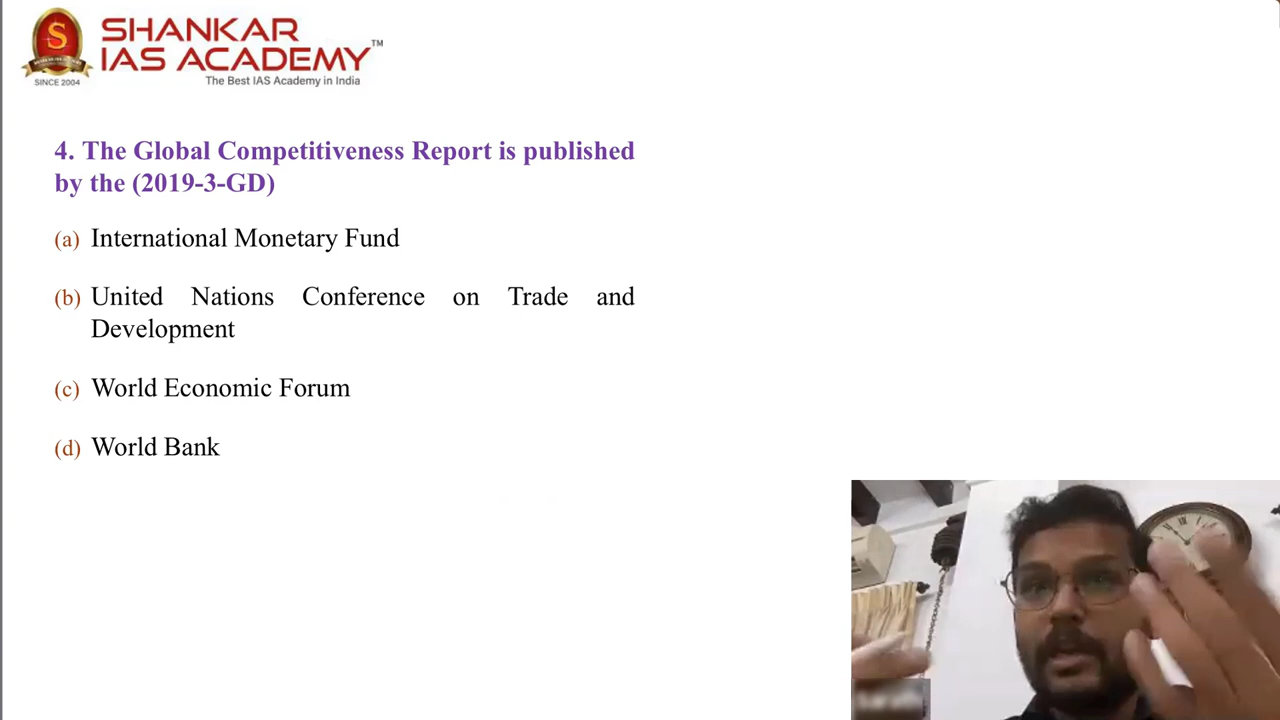 SHANKAR
IAS ACADEMY™
The Best IAS Academy in India
SINCE 2004
4. The Global Competitiveness Report is published
by the (2019-3-GD)
(a) International Monetary Fund
(b) United Nations Conference on Trade and
Development
(c) World Economic Forum
(d) World Bank